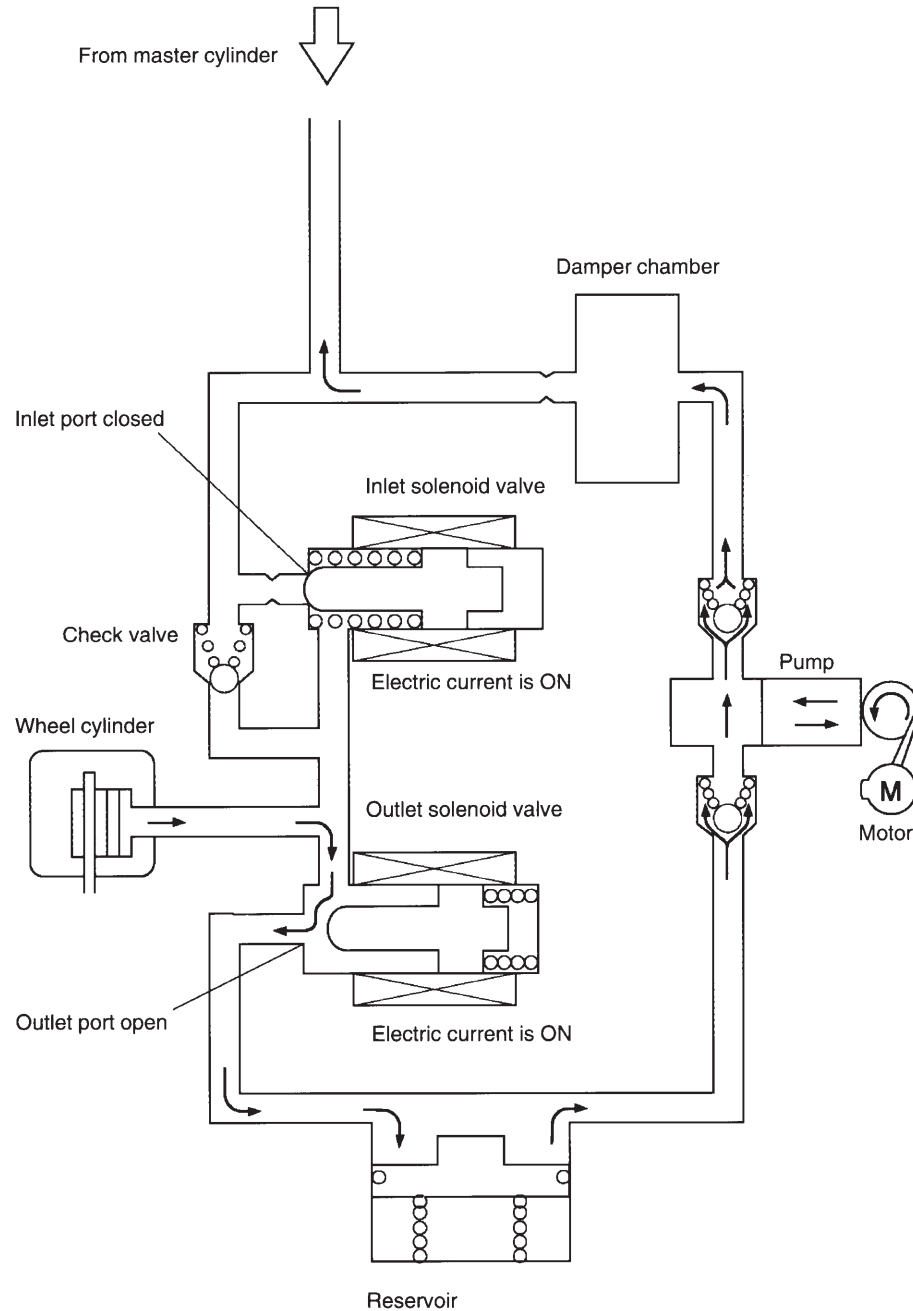 From master cylinder
Damper chamber
Inlet port closed
Inlet solenoid valve
Check valve
Electric current is ON
Pump
Wheel cylinder
Outlet solenoid valve
M
Motor
Outlet port open
Electric current is ON
Reservoir